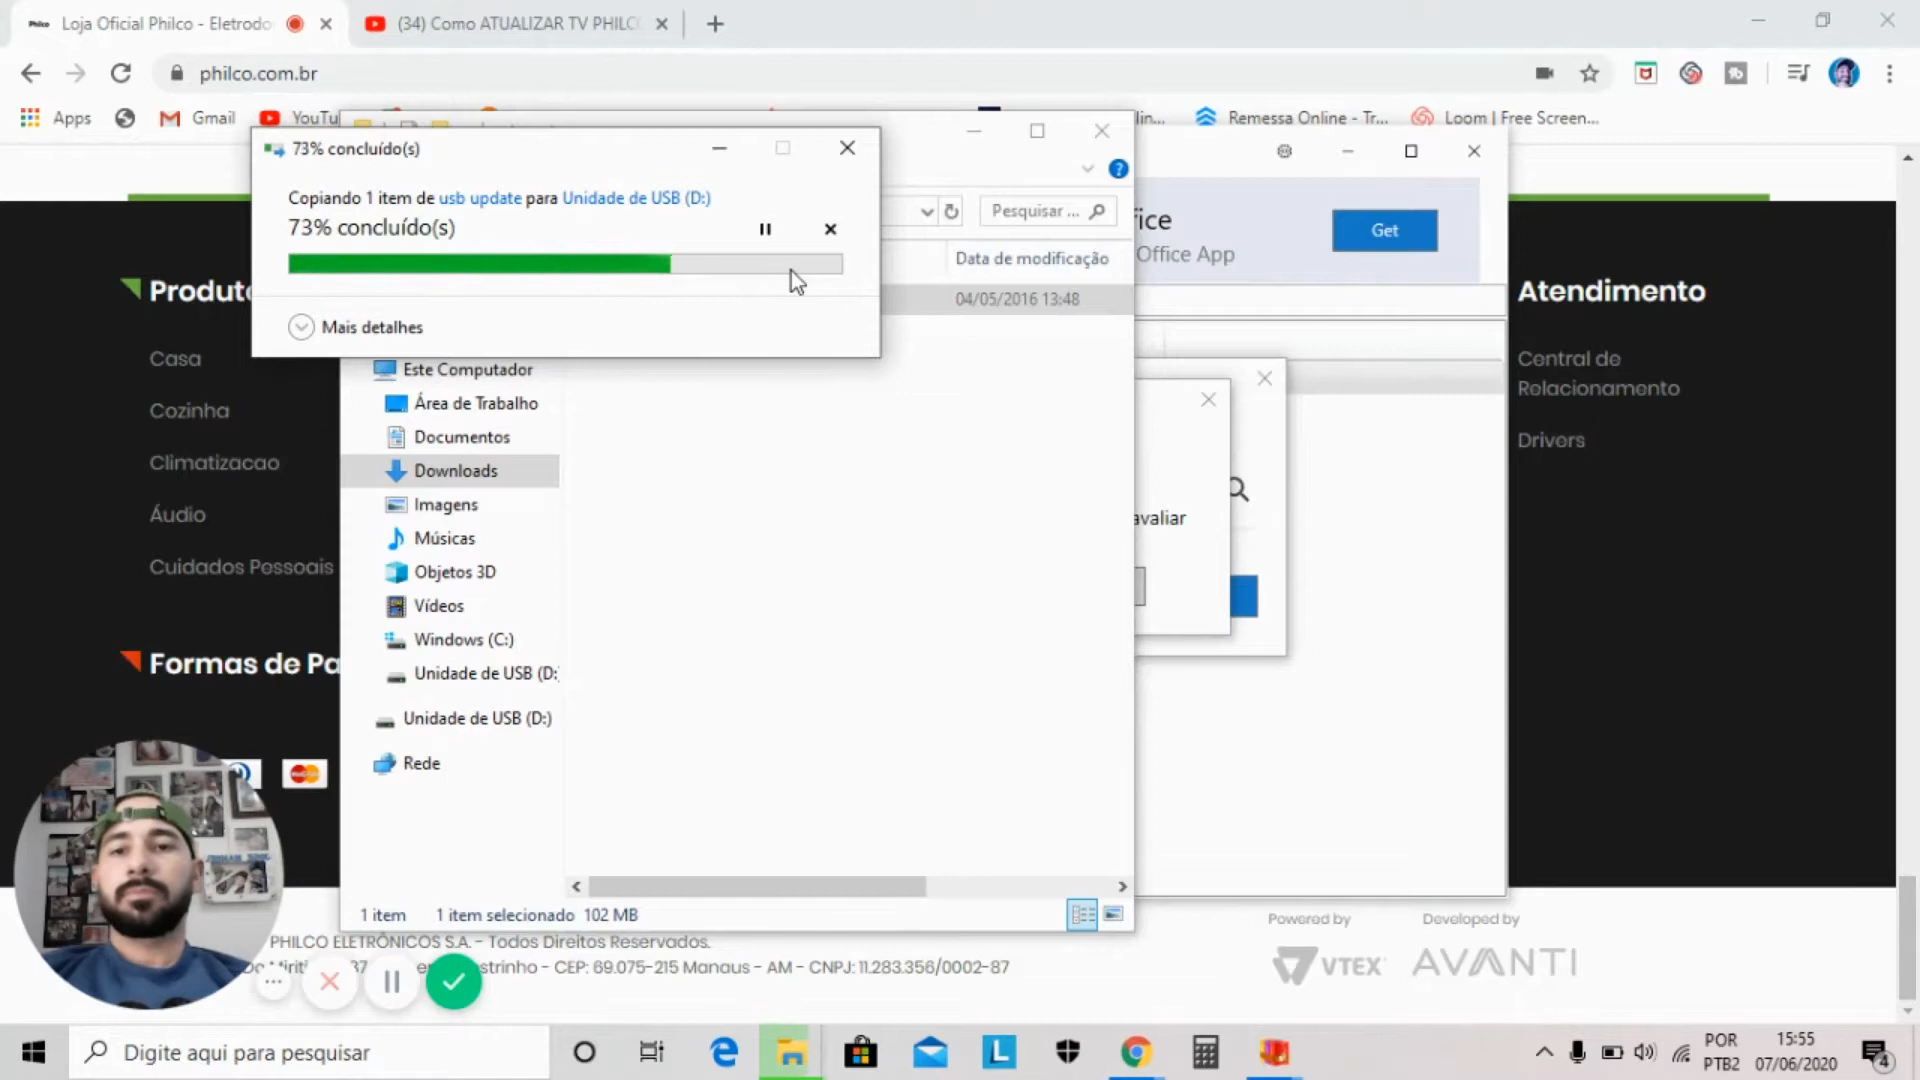 Philco
Loja Oficial Philco - Eletrodo
(34) Como ATUALIZAR TV PHILC
philco.com.br
Apps
Gmail
YouTu
lin...
Remessa Online - Tr...
Loom | Free Screen...
73% concluído(s)
Copiando 1 item de usb update para Unidade de USB (D:)
73% concluído(s)
Mais detalhes
Pesquisar ...
Data de modificação
04/05/2016 13:48
ice
Office App
Get
Produto
Casa
Cozinha
Climatizacao
Áudio
Cuidados Pessoais
Formas de Pa
Este Computador
Área de Trabalho
Documentos
Downloads
Imagens
Músicas
Objetos 3D
Vídeos
Windows (C:)
Unidade de USB (D:
Unidade de USB (D:)
Rede
avaliar
Atendimento
Central de
Relacionamento
Drivers
1 item
1 item selecionado 102 MB
PHILCO ELETRÔNICOS S.A. - Todos Direitos Reservados.
- CEP: 69.075-215 Manaus - AM - CNPJ: 11.283.356/0002-87
Powered by
VTEX
Developed by
AVANTI
Digite aqui para pesquisar
POR
PTB2
15:55
07/06/2020
4